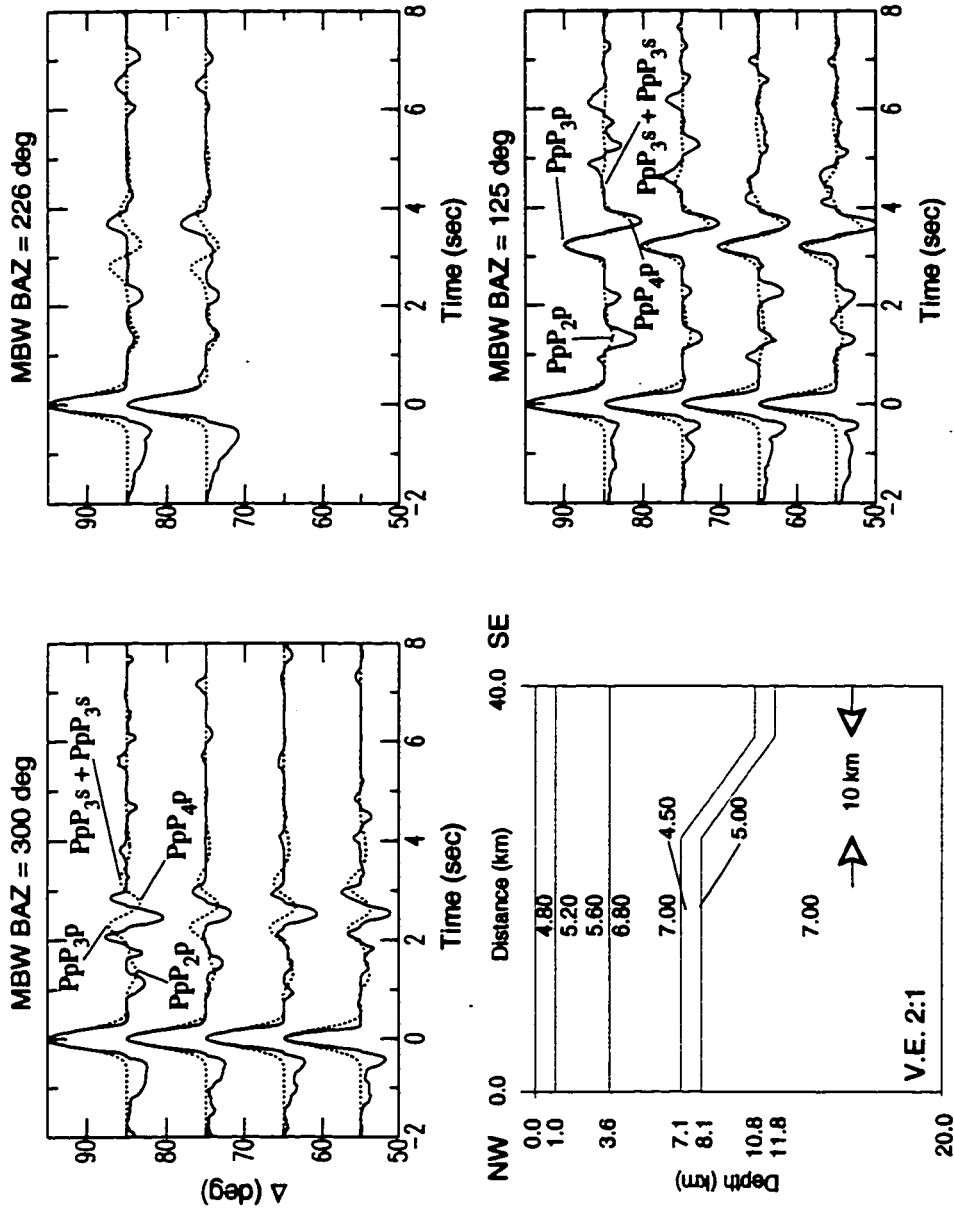 MBW BAZ = 300 deg
Δ (deg)
90
80
70
60
50
-2
0
2
4
6
8
Time (sec)
PpP₃p
PpP₂p
PpP₃s + PpP₃s
PpP₄p
MBW BAZ = 226 deg
90
80
70
60
50
-2
0
2
4
6
8
Time (sec)
NW
0.0
Distance (km)
40.0
SE
Depth (km)
0.0
1.0
3.6
7.1
8.1
10.8
11.8
20.0
4.80
5.20
5.60
6.80
7.00
4.50
5.00
7.00
10 km
V.E. 2:1
MBW BAZ = 125 deg
90
80
70
60
50
-2
0
2
4
6
8
Time (sec)
PpP₂p
PpP₃p
PpP₄p
PpP₃s + PpP₃s